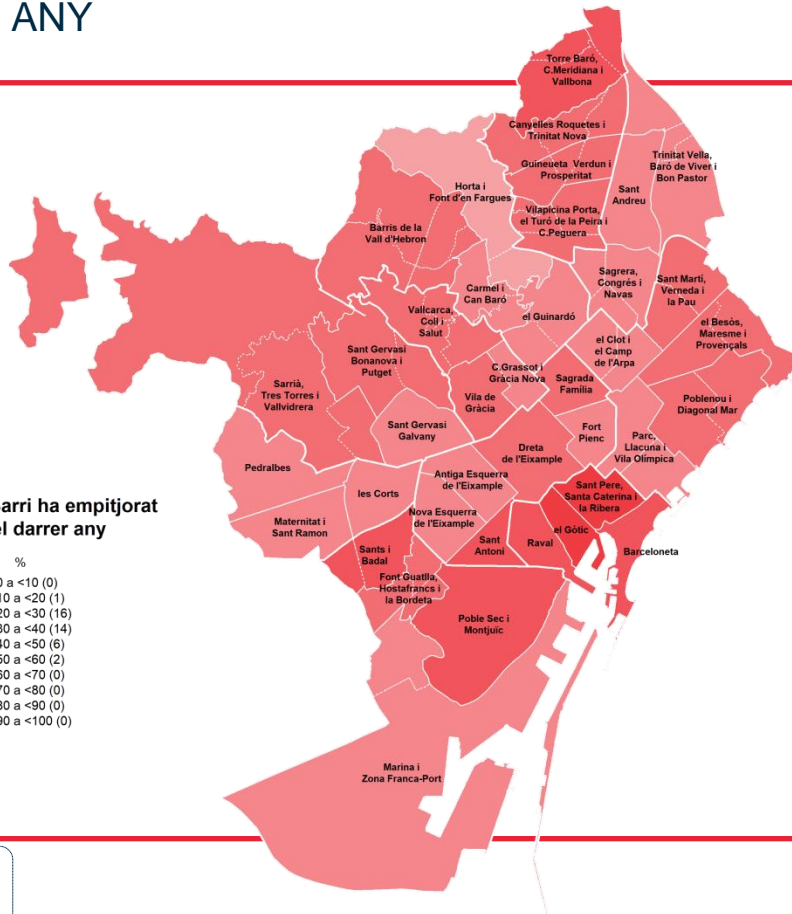 ANY
Torre Baró,
C.Meridiana i
Vallbona
Canyelles Roquetes i
Trinitat Nova
Guineueta Verdun i
Prosperitat
Trinitat Vella,
Baró de Viver i
Bon Pastor
Sant
Andreu
Horta i
Font d'en Fargues
Vilapicina Porta,
el Turó de la Peira i
C.Peguera
Barris de la
Vall d'Hebron
Sagrera,
Congrés i
Navas
Sant Martí,
Verneda i
la Pau
Carmel i
Can Baró
Vallcarca,
Coll i
Salut
el Guinardó
el Besòs,
Maresme i
Provençals
el Clot i
el Camp
de l'Arpa
Sant Gervasi
Bonanova i
Putget
C.Grassot i
Gràcia Nova
Sagrada
Família
Sarrià,
Tres Torres i
Vallvidrera
Vila de
Gràcia
Poblenou i
Diagonal Mar
Sant Gervasi
Galvany
Fort
Pienc
Parc,
Llacuna i
Vila Olímpica
Dreta
de l'Eixample
Pedralbes
Antiga Esquerra
de l'Eixample
les Corts
Sant Pere,
Santa Caterina i
la Ribera
Maternitat i
Sant Ramon
Nova Esquerra
de l'Eixample
el Gòtic
Sant
Antoni
Raval
Barceloneta
Sants i
Badal
Font Guatlla,
Hostafrancs i
la Bordeta
Poble Sec i
Montjuïc
Marina i
Zona Franca-Port
arri ha empitjorat
el darrer any
%
0 a <10 (0)
10 a <20 (1)
20 a <30 (16)
30 a <40 (14)
40 a <50 (6)
50 a <60 (2)
60 a <70 (0)
70 a <80 (0)
80 a <90 (0)
90 a <100 (0)